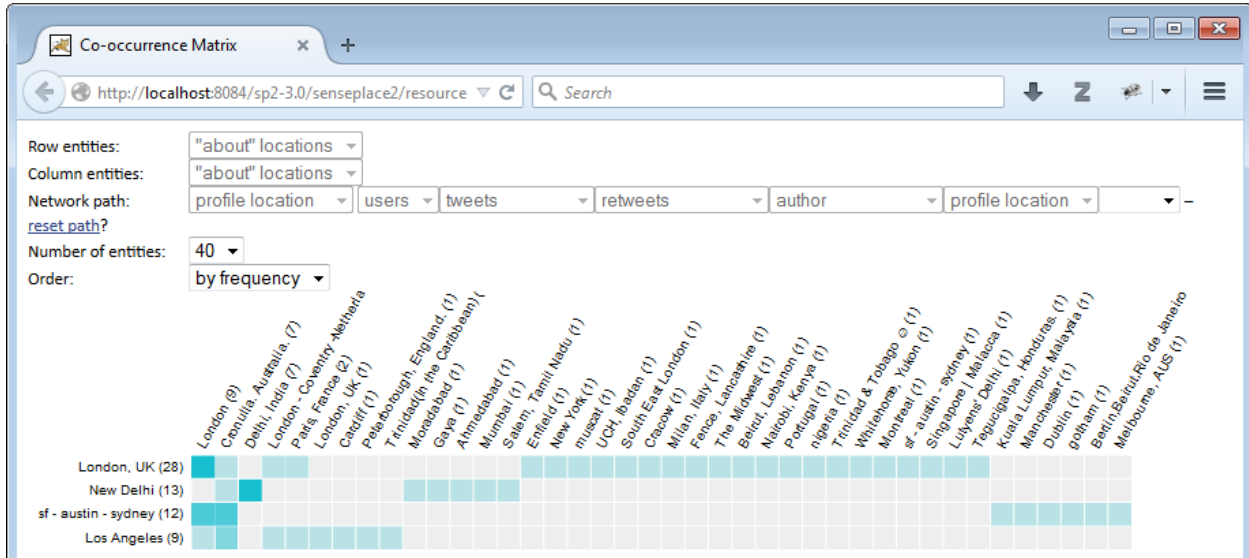 Co-occurrence Matrix
http://localhost:8084/sp2-3.0/senseplace2/resource
Search
Row entities: "about" locations
Column entities: "about" locations
Network path: profile location users tweets retweets author profile location –
reset path?
Number of entities: 40
Order: by frequency
London (9)
Cronulla, Australia. (7)
Delhi, India (7)
London - Coventry -Netherla
Paris, France (2)
London, UK (1)
Cardiff (1)
Peterborough, England. (1)
Trinidad(in the Caribbean)(
Moradabad (1)
Gaya (1)
Ahmedabad (1)
Mumbai (1)
Salem, Tamil Nadu (1)
Enfield (1)
New York (1)
muscat (1)
UCH, Ibadan (1)
South East London (1)
Cracow (1)
Milan, Italy (1)
Fence, Lancashire (1)
The Midwest (1)
Beirut, Lebanon (1)
Nairobi, Kenya (1)
Portugal (1)
nigeria (1)
Trinidad & Tobago ☺ (1)
Whitehorse, Yukon (1)
Montreal (1)
sf - austin - sydney (1)
Singapore | Malacca (1)
Lutyens' Delhi (1)
Tegucigalpa, Honduras. (1)
Kuala Lumpur, Malaysia (1)
Manchester (1)
Dublin (1)
gotham (1)
Berlin,Beirut,Rio de Janeiro
Melbourne, AUS (1)
London, UK (28)
New Delhi (13)
sf - austin - sydney (12)
Los Angeles (9)